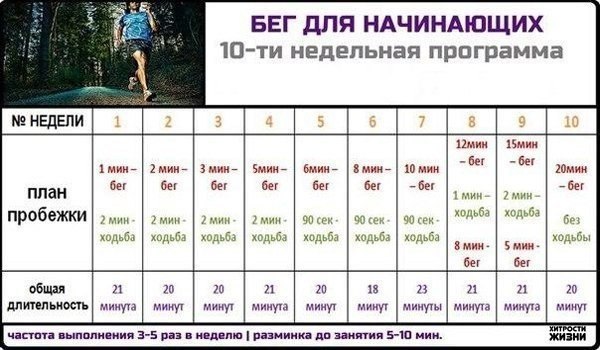 БЕГ ДЛЯ НАЧИНАЮЩИХ
10-ти недельная программа
№ НЕДЕЛИ 1 2 3 4 5 6 7 8 9 10
план пробежки
1 мин – бег
2 мин - ходьба
2 мин – бег
2 мин - ходьба
3 мин – бег
2 мин - ходьба
5мин – бег
2 мин - ходьба
6мин – бег
90 сек - ходьба
8 мин – бег
90 сек - ходьба
10 мин – бег
90 сек - ходьба
12мин – бег
1 мин – ходьба
8 мин - бег
15мин – бег
2 мин – ходьба
5 мин - бег
20мин – бег
без ходьбы
общая длительность
21 минута
20 минут
20 минут
21 минута
20 минут
18 минут
23 минуты
21 минута
21 минута
20 минут
частота выполнения 3-5 раз в неделю | разминка до занятия 5-10 мин.
ХИТРОСТИ
ЖИЗНИ